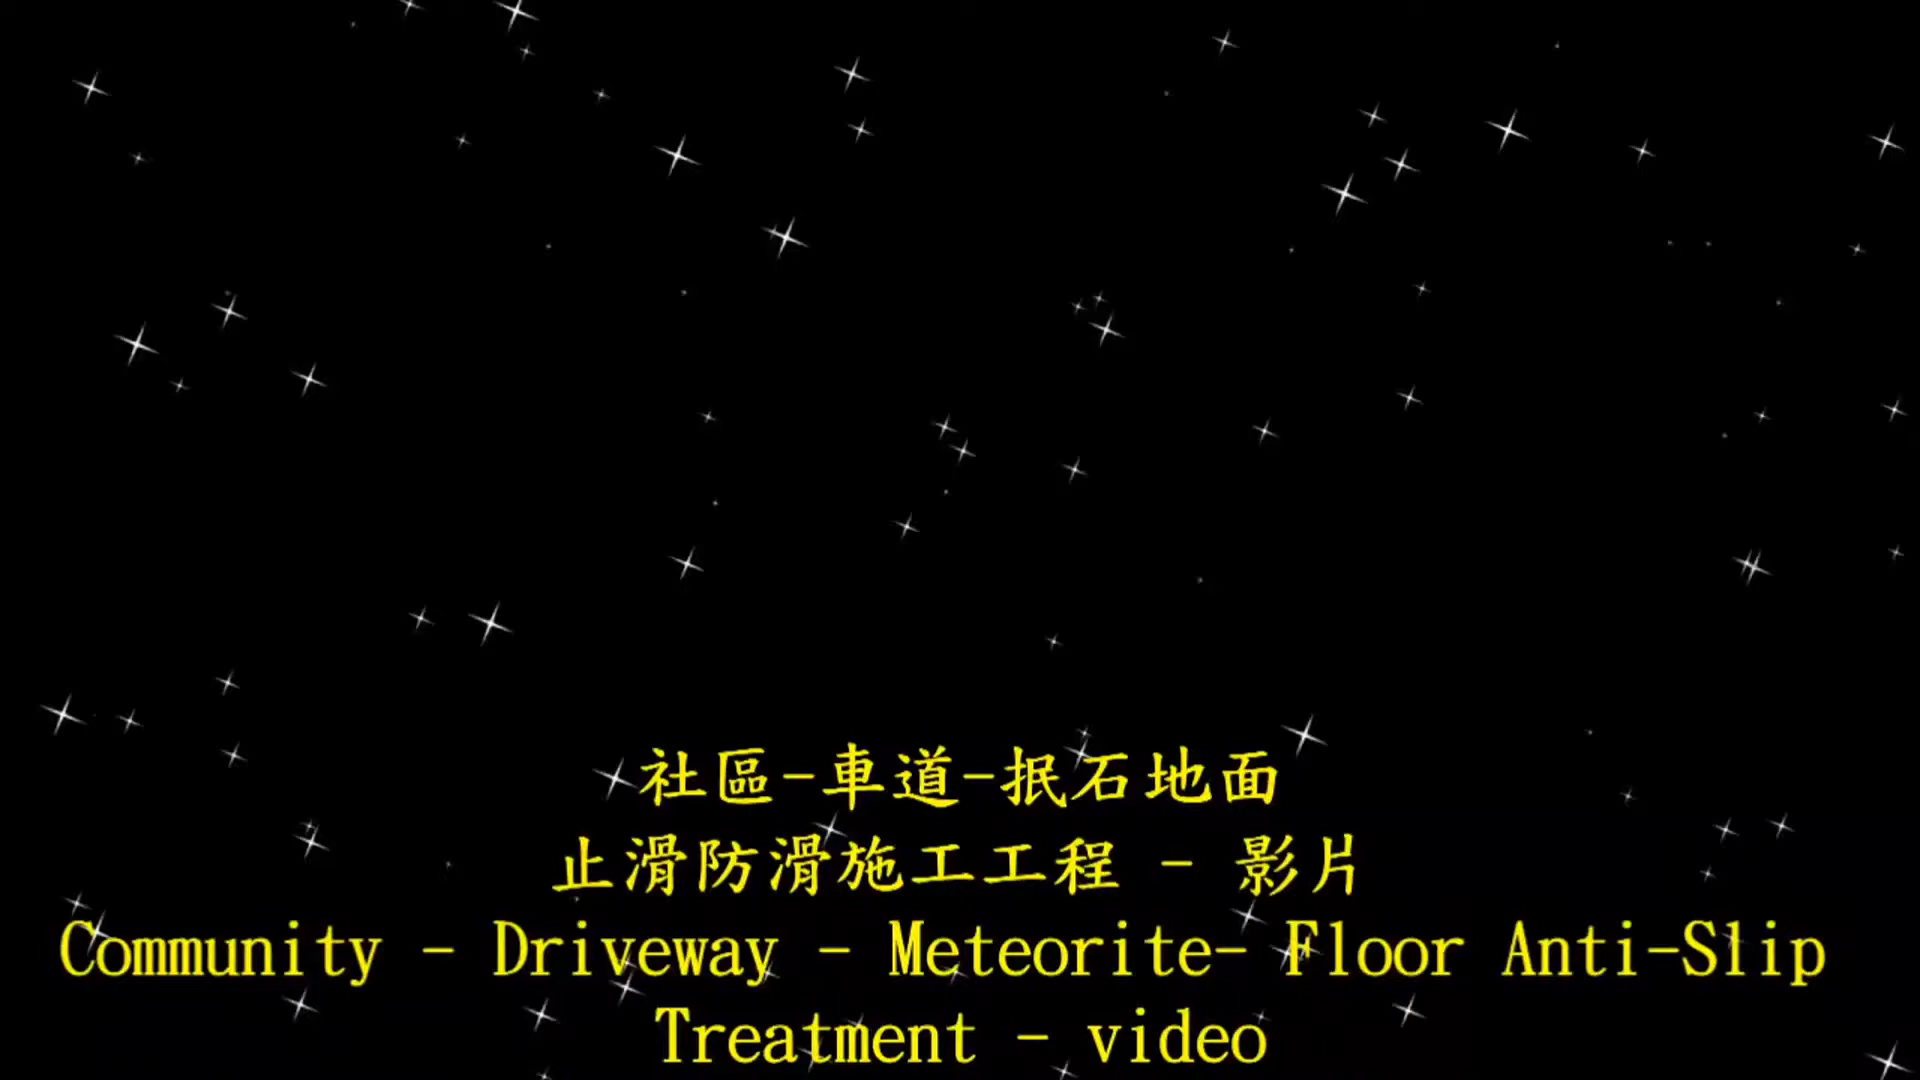 社區-車道-抿石地面
止滑防滑施工工程 - 影片
Community - Driveway - Meteorite- Floor Anti-Slip
Treatment - video